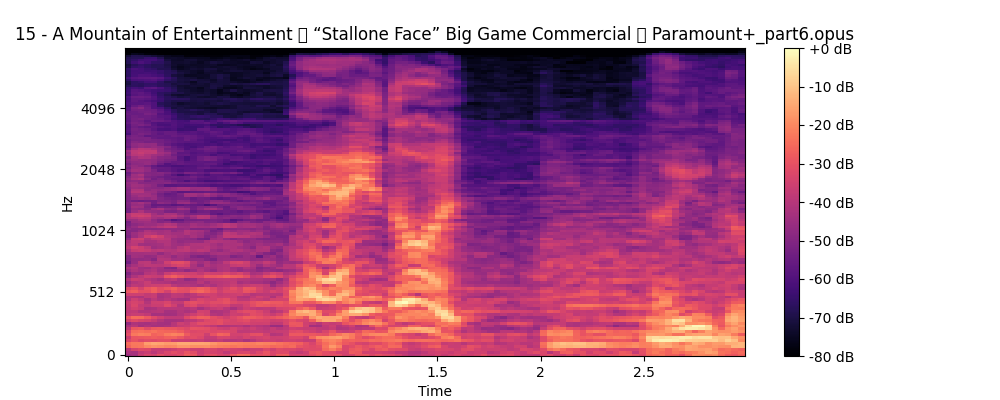 15 - A Mountain of Entertainment ▯ “Stallone Face” Big Game Commercial ▯ Paramount+_part6.opus
+0 dB
4096
-10 dB
-20 dB
2048
-30 dB
Hz
1024
-40 dB
-50 dB
512
-60 dB
-70 dB
0
-80 dB
0 0.5 1 1.5 2 2.5
Time